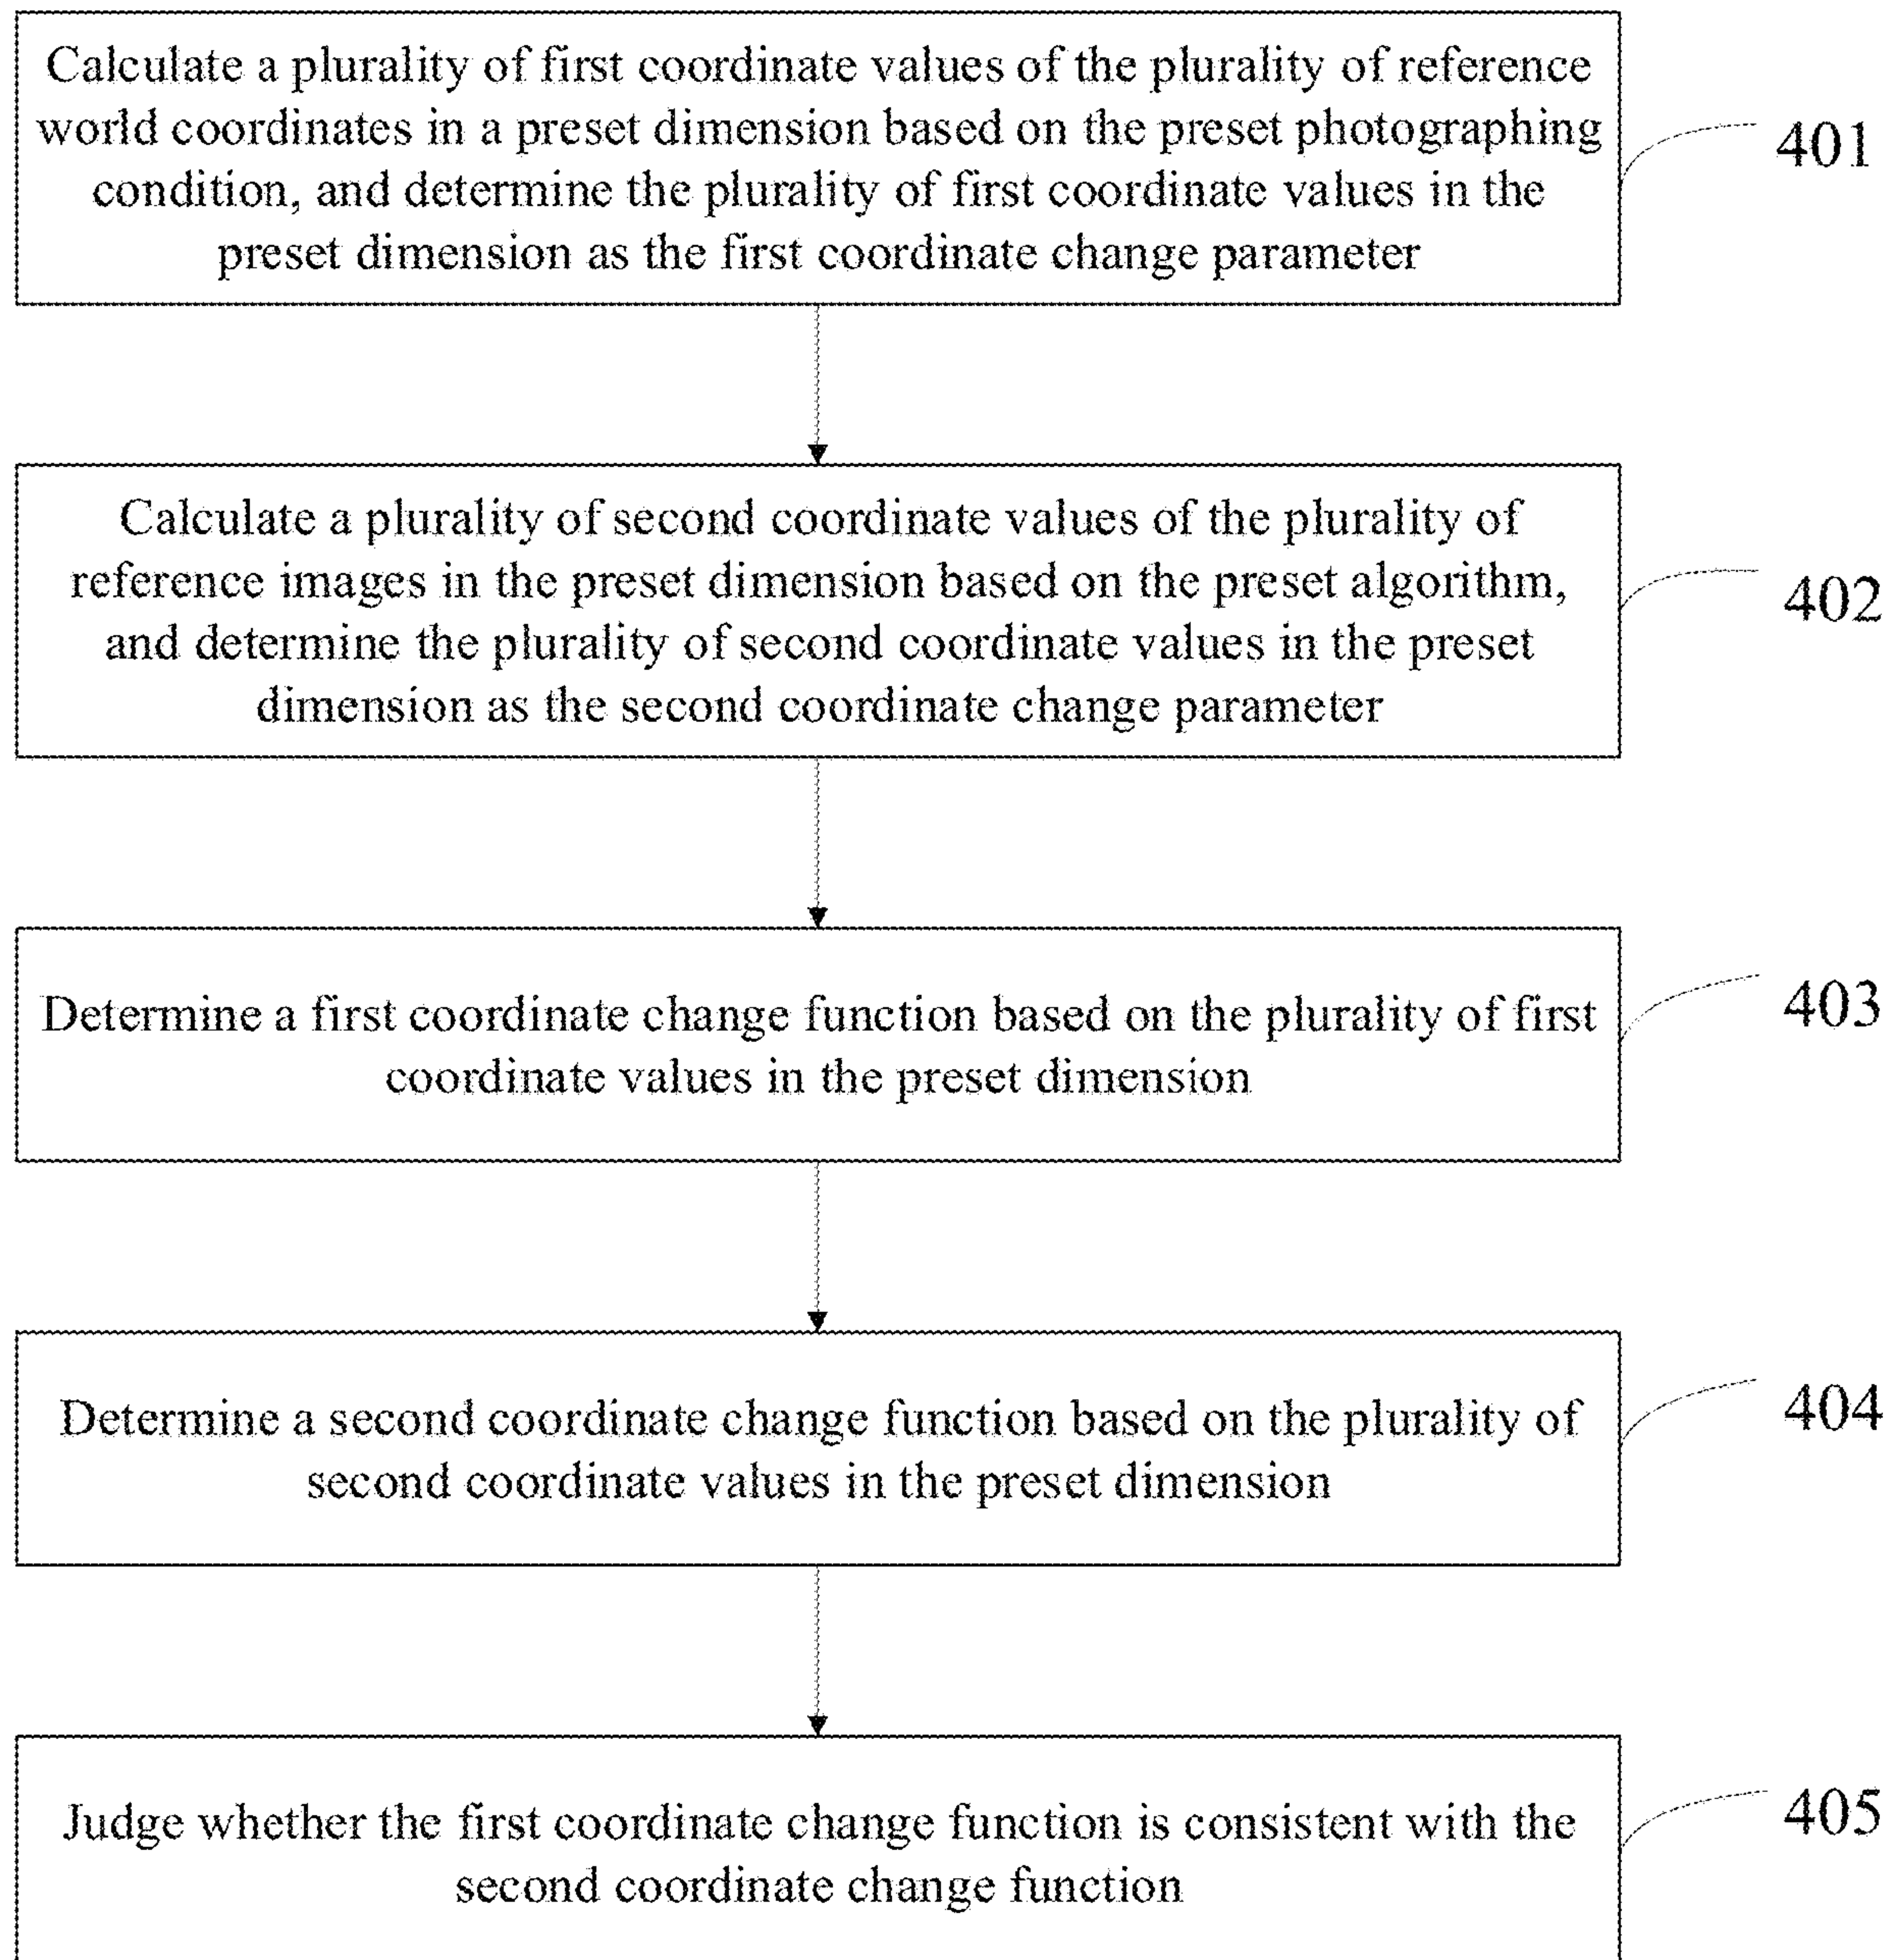 Calculate a plurality of first coordinate values of the plurality of reference
world coordinates in a preset dimension based on the preset photographing
condition, and determine the plurality of first coordinate values in the
preset dimension as the first coordinate change parameter
401
Calculate a plurality of second coordinate values of the plurality of
reference images in the preset dimension based on the preset algorithm,
and determine the plurality of second coordinate values in the preset
dimension as the second coordinate change parameter
402
Determine a first coordinate change function based on the plurality of first
coordinate values in the preset dimension
403
Determine a second coordinate change function based on the plurality of
second coordinate values in the preset dimension
404
Judge whether the first coordinate change function is consistent with the
second coordinate change function
405